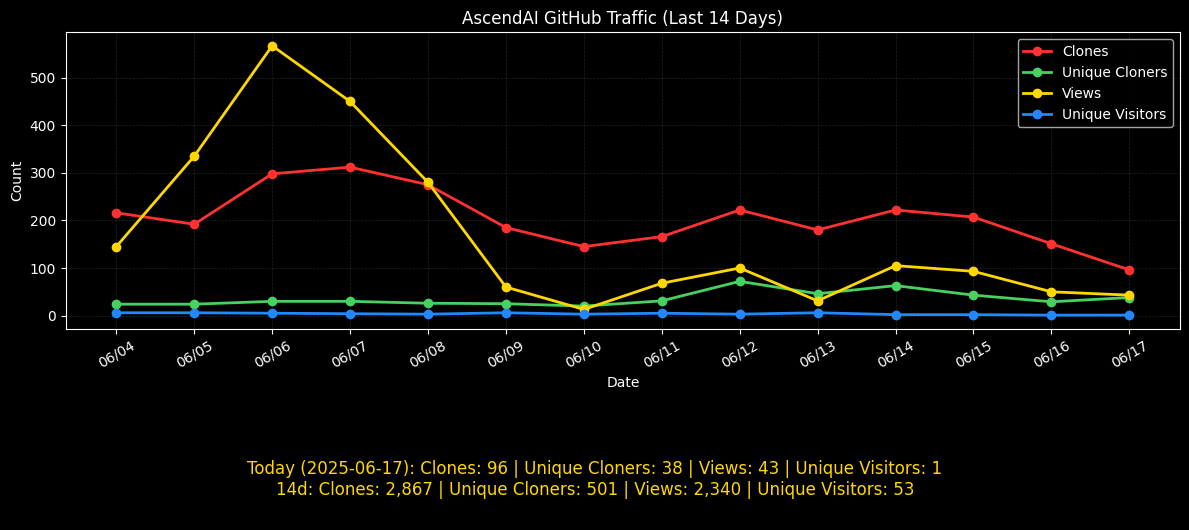 AscendAI GitHub Traffic (Last 14 Days)
Clones
Unique Cloners
Views
Unique Visitors
Count
500
400
300
200
100
0
06/04 06/05 06/06 06/07 06/08 06/09 06/10 06/11 06/12 06/13 06/14 06/15 06/16 06/17
Date
Today (2025-06-17): Clones: 96 | Unique Cloners: 38 | Views: 43 | Unique Visitors: 1
14d: Clones: 2,867 | Unique Cloners: 501 | Views: 2,340 | Unique Visitors: 53